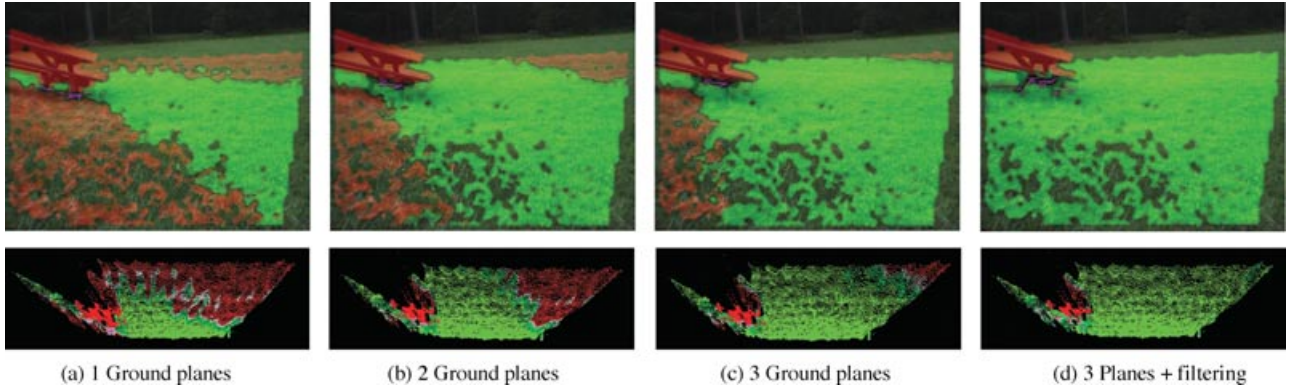 (a) 1 Ground planes
(b) 2 Ground planes
(c) 3 Ground planes
(d) 3 Planes + filtering